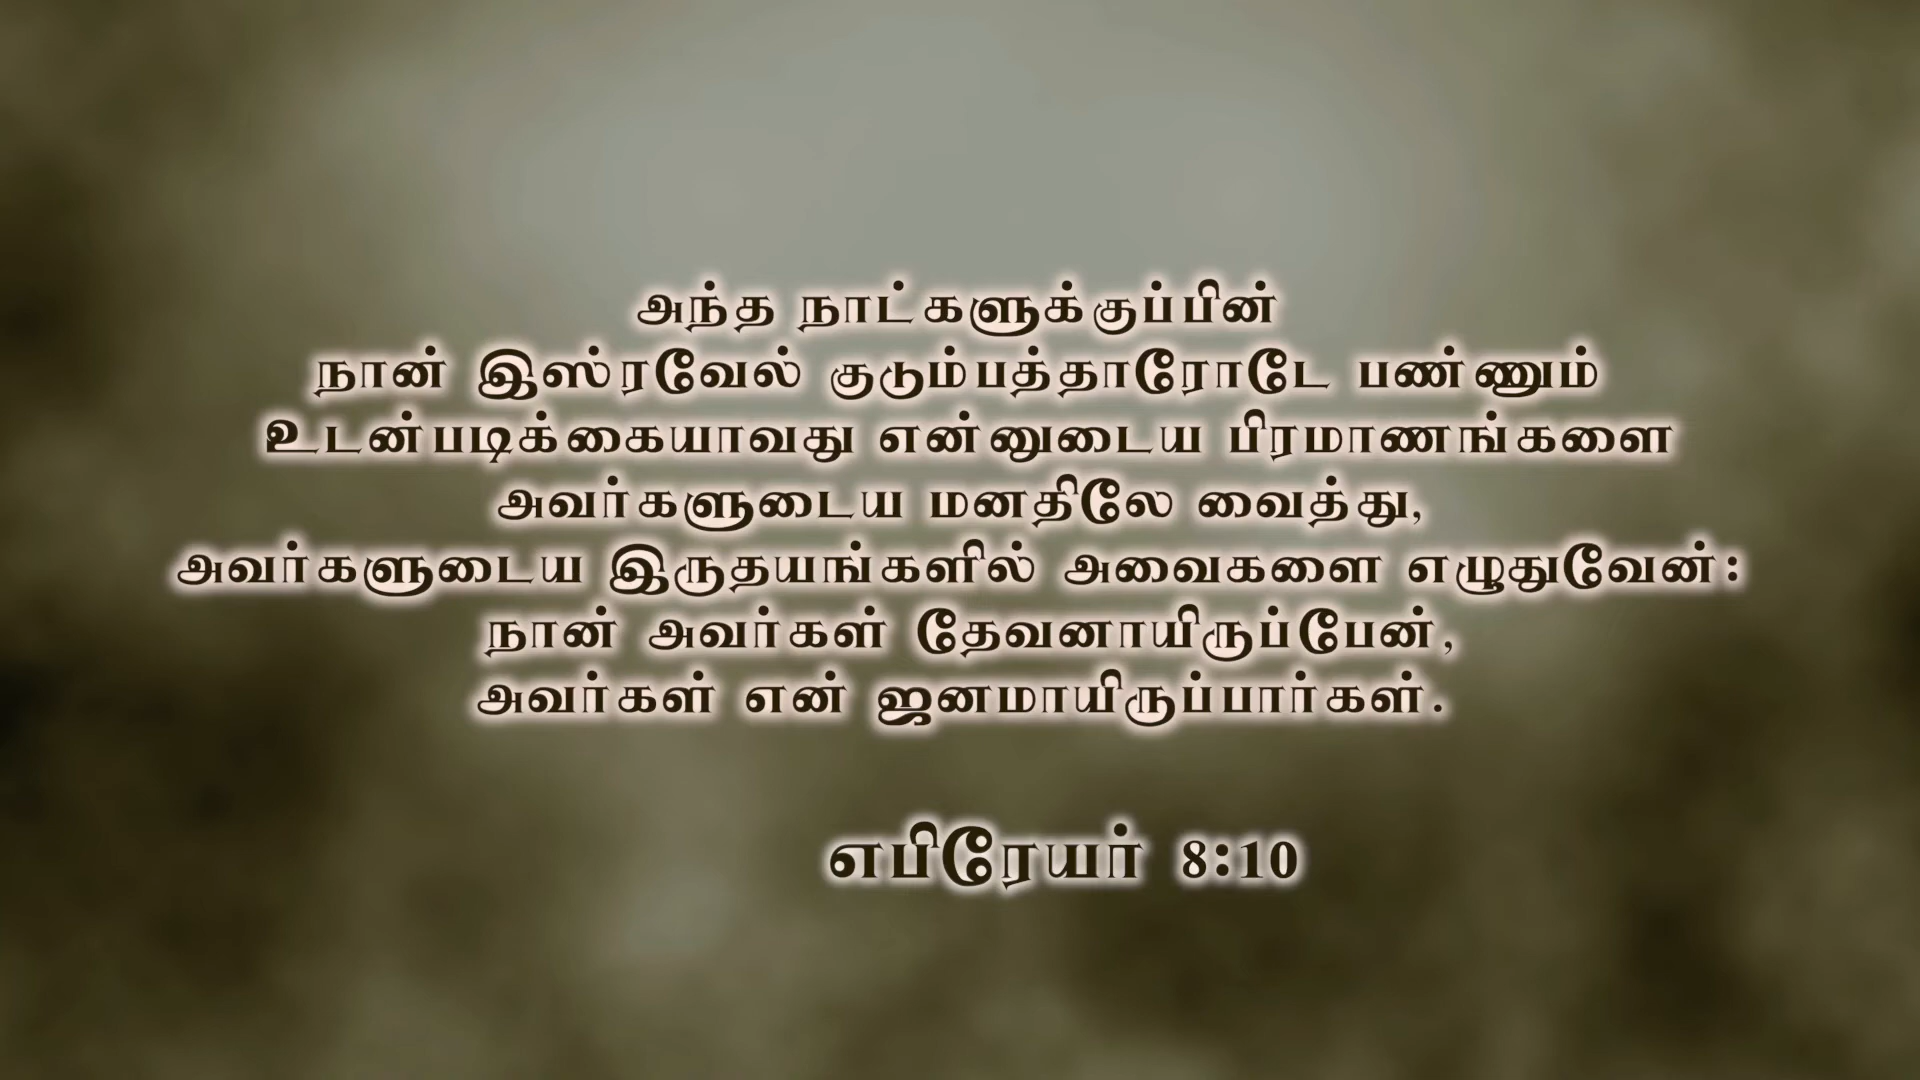 அந்த நாட்களுக்குப்பின்
நான் இஸ்ரவேல் குடும்பத்தாரோடே பண்ணும்
உடன்படிக்கையாவது என்னுடைய பிரமாணங்களை
அவர்களுடைய மனதிலே வைத்து,
அவர்களுடைய இருதயங்களில் அவைகளை எழுதுவேன்:
நான் அவர்கள் தேவனாயிருப்பேன்,
அவர்கள் என் ஜனமாயிருப்பார்கள்.
எபிரேயர் 8:10